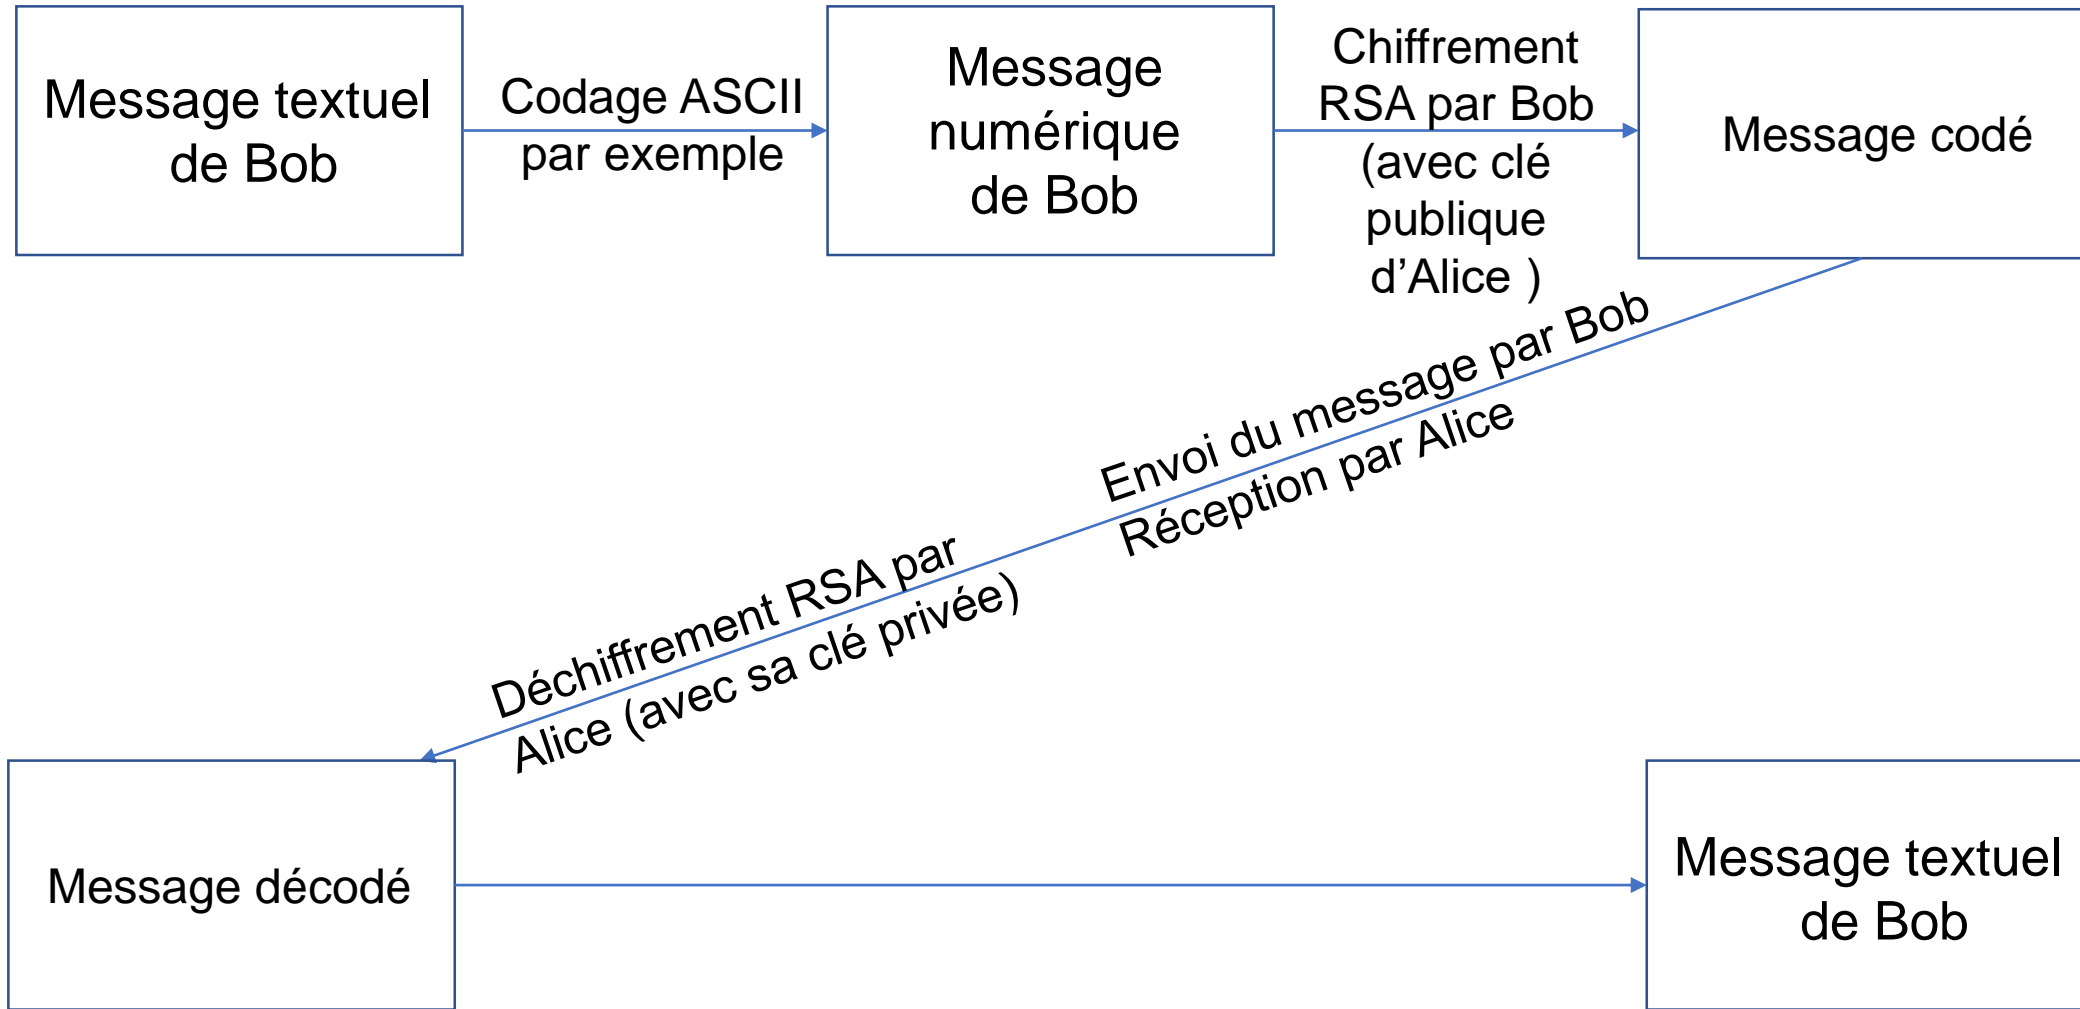 Message textuel
de Bob
Codage ASCII
par exemple
Message
numérique
de Bob
Chiffrement
RSA par Bob
(avec clé
publique
d’Alice )
Message codé
Envoi du message par Bob
Réception par Alice
Déchiffrement RSA par
Alice (avec sa clé privée)
Message décodé
Message textuel
de Bob